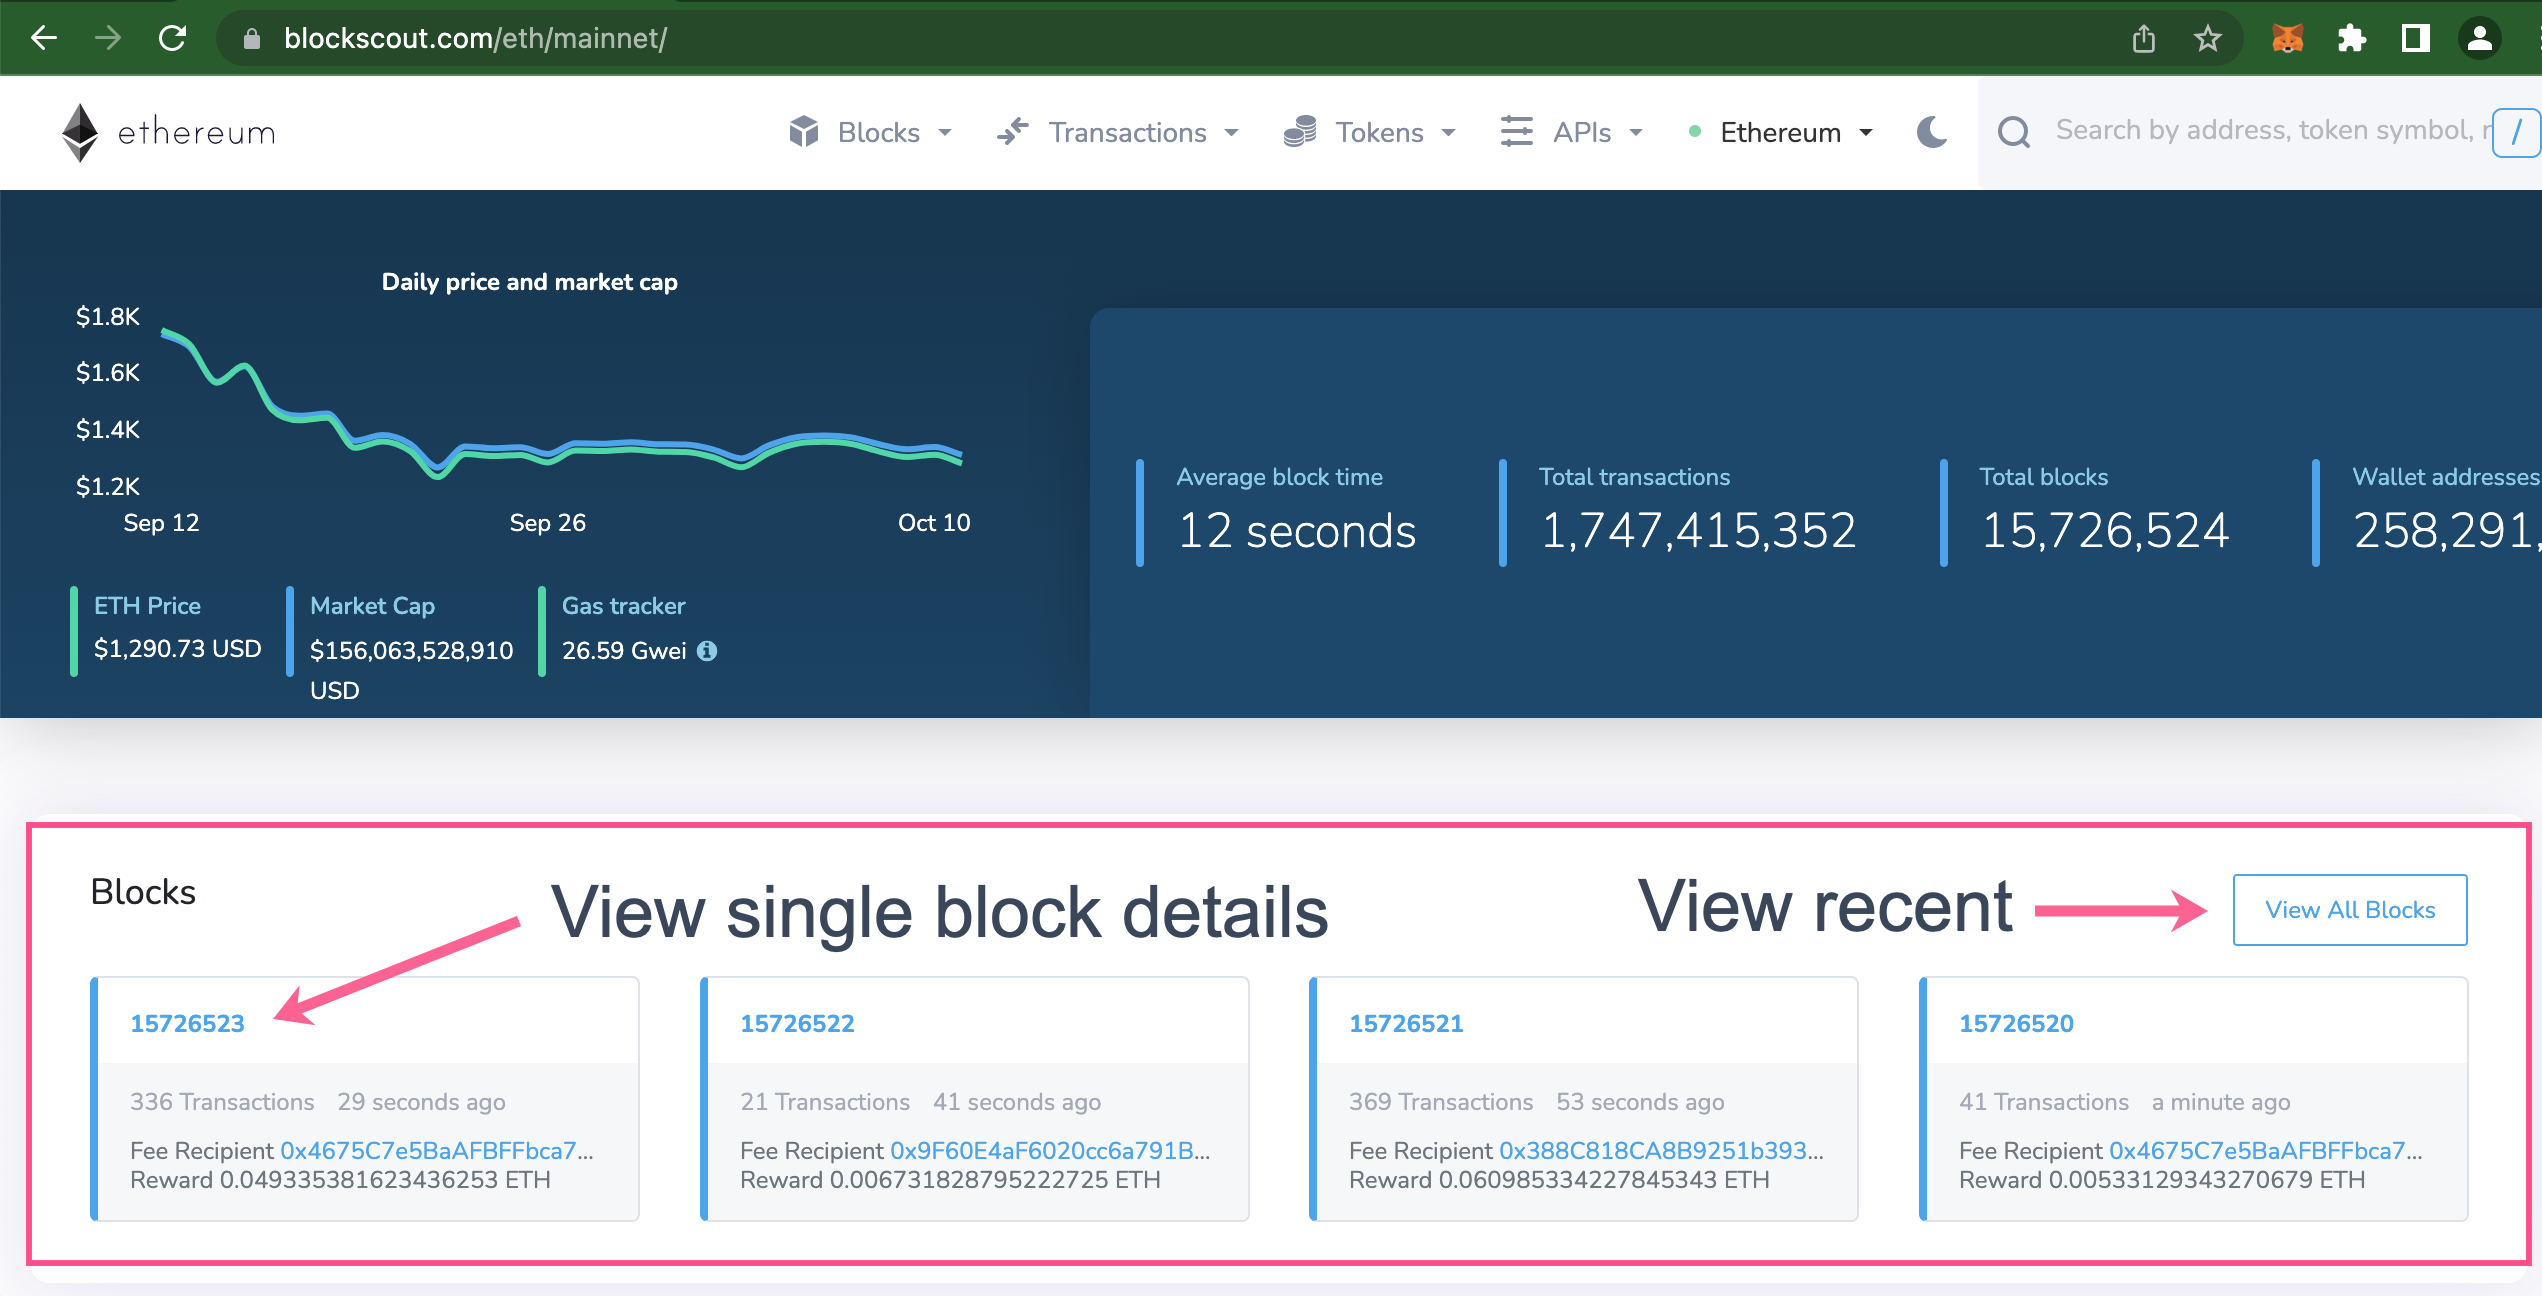 blockscout.com/eth/mainnet/
ethereum
Blocks Transactions Tokens APIs Ethereum Search by address, token symbol, /
Daily price and market cap
$1.8K
$1.6K
$1.4K
$1.2K
Sep 12 Sep 26 Oct 10
ETH Price
$1,290.73 USD
Market Cap
$156,063,528,910
USD
Gas tracker
26.59 Gwei
Average block time
12 seconds
Total transactions
1,747,415,352
Total blocks
15,726,524
Wallet addresses
258,291,
Blocks
View single block details
View recent
View All Blocks
15726523
336 Transactions 29 seconds ago
Fee Recipient 0x4675C7e5BaAFBFFbca7...
Reward 0.049335381623436253 ETH
15726522
21 Transactions 41 seconds ago
Fee Recipient 0x9F60E4aF6020cc6a791B...
Reward 0.006731828795222725 ETH
15726521
369 Transactions 53 seconds ago
Fee Recipient 0x388C818CA8B9251b393...
Reward 0.060985334227845343 ETH
15726520
41 Transactions a minute ago
Fee Recipient 0x4675C7e5BaAFBFFbca7...
Reward 0.00533129343270679 ETH